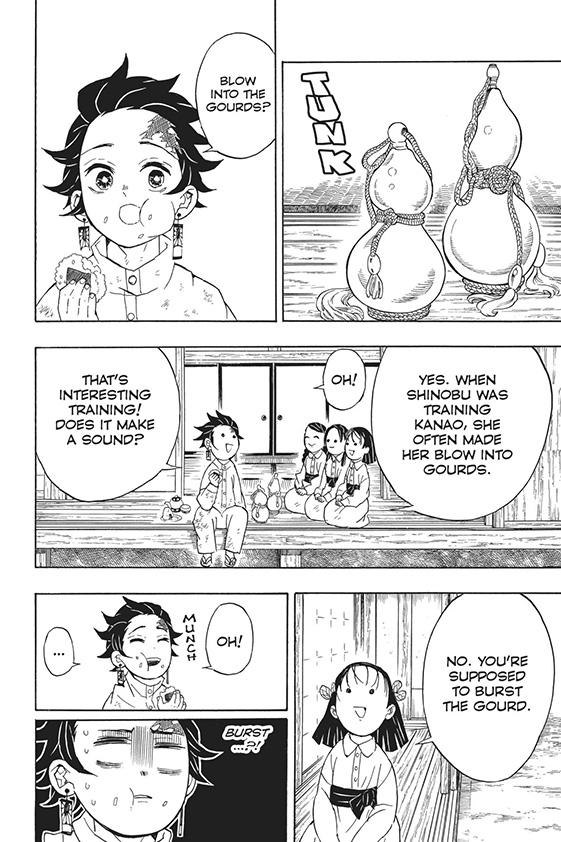 TUNK
BLOW
INTO THE
GOURDS?
YES. WHEN
SHINOBU WAS
TRAINING
KANAO, SHE
OFTEN MADE
HER BLOW INTO
GOURDS.
OH!
THAT'S
INTERESTING
TRAINING!
DOES IT MAKE
A SOUND?
NO. YOU'RE
SUPPOSED
TO BURST
THE GOURD.
OH!
MUNCH
...
BURST
...?!